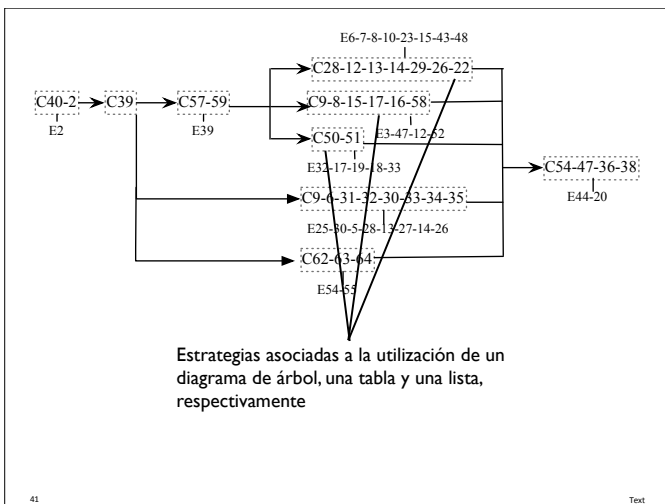 E6-7-8-10-23-15-43-48
C28-12-13-14-29-26-22
C40-2
C39
C57-59
C9-8-15-17-16-58
E2
E39
E3-47-12-52
C50-51
E32-17-19-18-33
C54-47-36-38
E44-20
C9-6-31-32-30-33-34-35
E25-30-5-28-13-27-14-26
C62-63-64
E54-55
Estrategias asociadas a la utilización de un
diagrama de árbol, una tabla y una lista,
respectivamente
41
Text